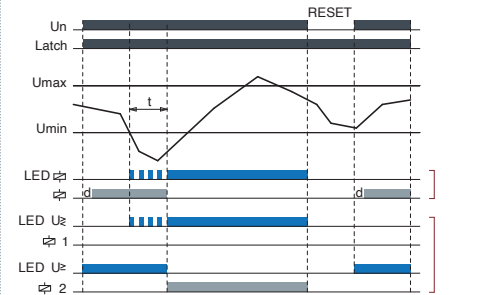 RESET
Un
Latch
Umax
t
Umin
LED
d d
LED U≥
1
LED U≥
2